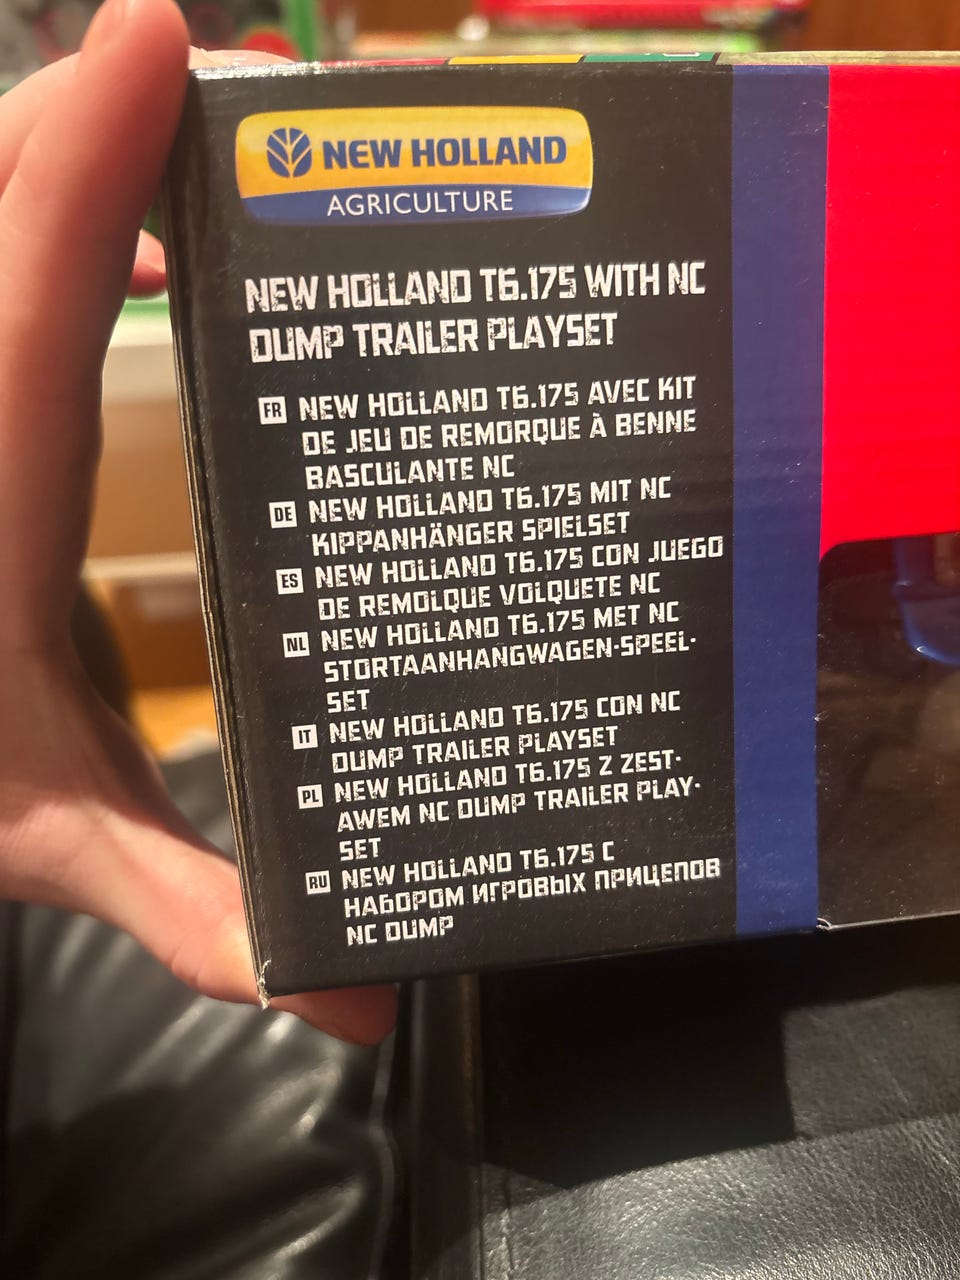 NEW HOLLAND
AGRICULTURE
NEW HOLLAND T6.175 WITH NC
DUMP TRAILER PLAYSET
FR NEW HOLLAND T6.175 AVEC KIT
DE JEU DE REMORQUE À BENNE
BASCULANTE NC
DE NEW HOLLAND T6.175 MIT NC
KIPPANHÄNGER SPIELSET
ES NEW HOLLAND T6.175 CON JUEGO
DE REMOLQUE VOLQUETE NC
NL NEW HOLLAND T6.175 MET NC
STORTAANHANGWAGEN-SPEEL-
SET
IT NEW HOLLAND T6.175 CON NC
DUMP TRAILER PLAYSET
PL NEW HOLLAND T6.175 Z ZEST-
AWEM NC DUMP TRAILER PLAY-
SET
RU NEW HOLLAND T6.175 С
НАБОРОМ ИГРОВЫХ ПРИЦЕПОВ
NC DUMP